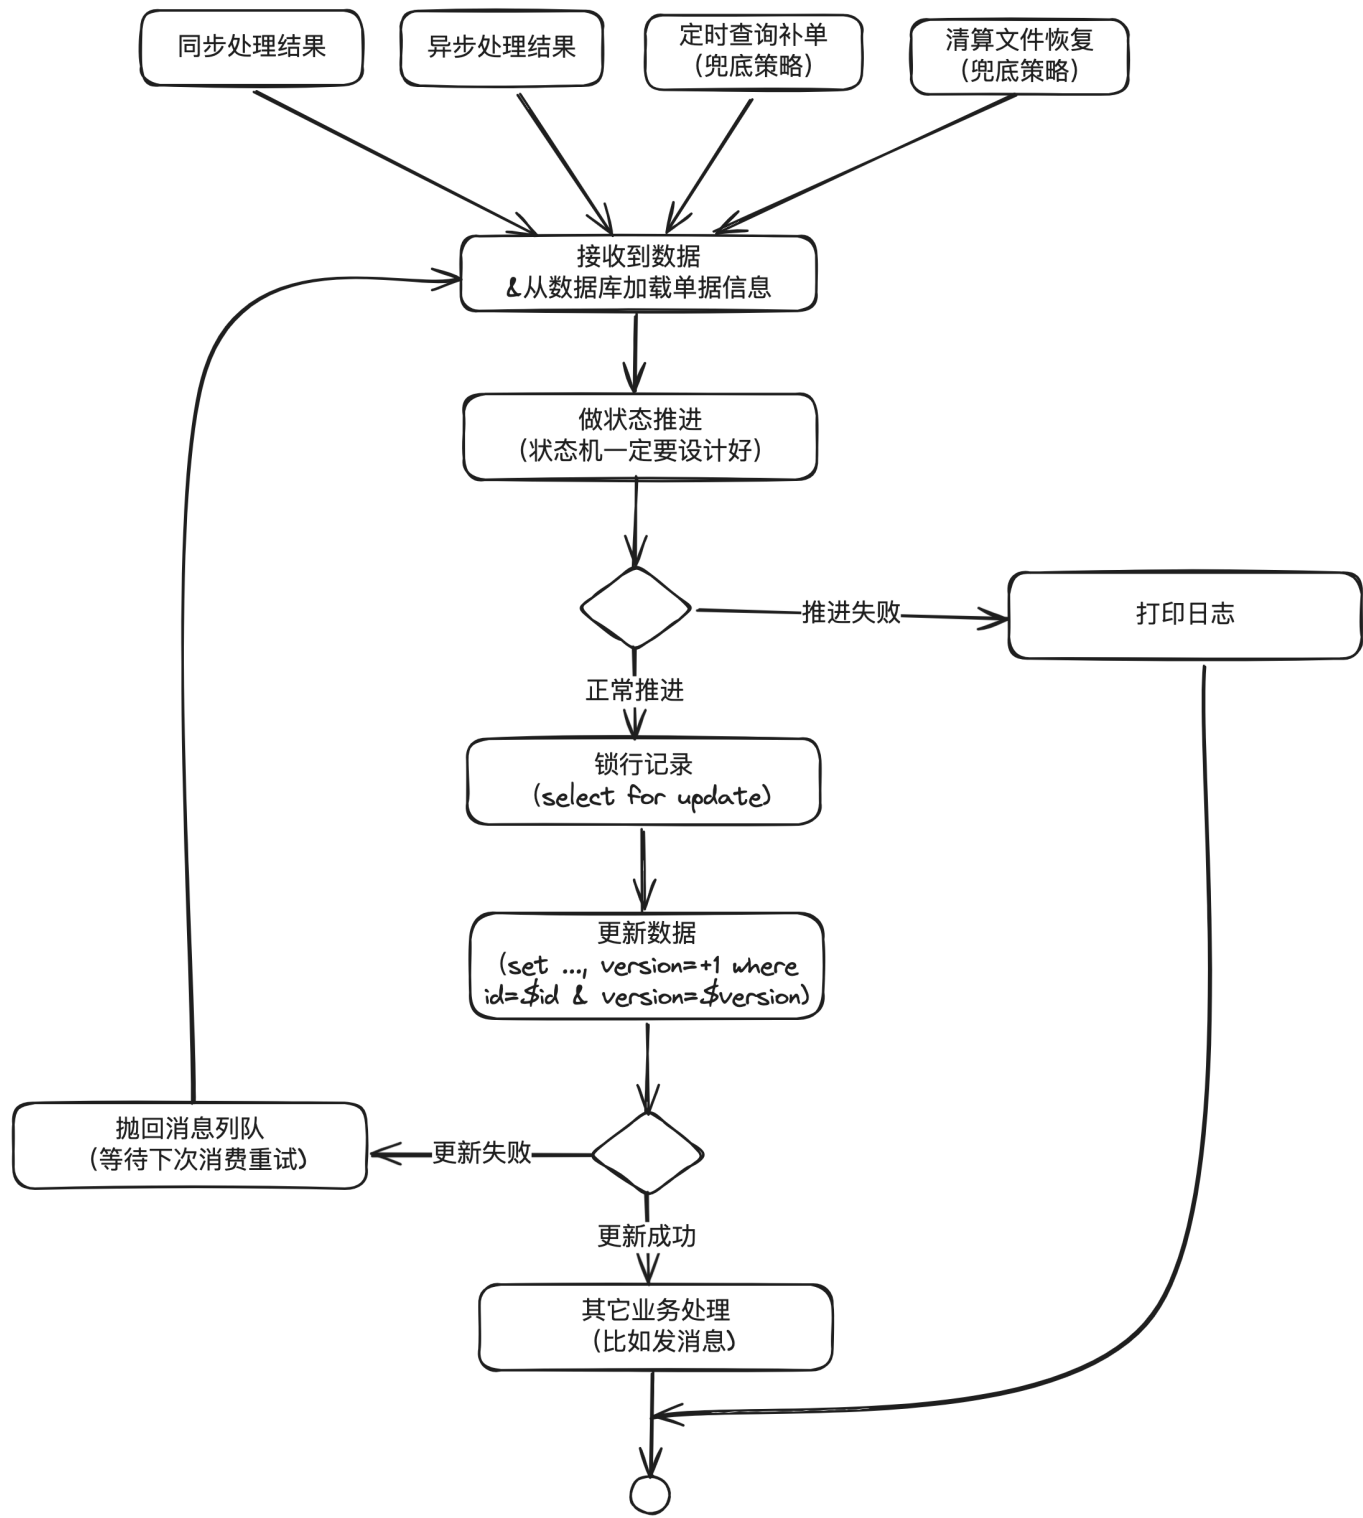 同步处理结果
异步处理结果
定时查询补单
（兜底策略）
清算文件恢复
（兜底策略）
接收到数据
&从数据库加载单据信息
做状态推进
（状态机一定要设计好）
推进失败
打印日志
正常推进
锁行记录
（select for update）
更新数据
（set ..., version=+1 where
id=$id & version=$version）
抛回消息列队
（等待下次消费重试）
更新失败
更新成功
其它业务处理
（比如发消息）